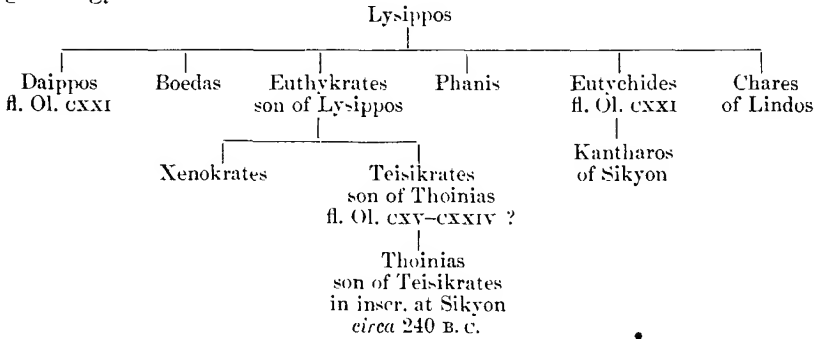 Lysippos
Daippos Boedas Euthykrates Phanis Eutychides Chares
fl. Ol. CXXI son of Lysippos fl. Ol. CXXI of Lindos
Xenokrates Teisikrates Kantharos
son of Thoinias of Sikyon
fl. Ol. CXV–CXXIV ?
Thoinias
son of Teisikrates
in inscr. at Sikyon
circa 240 B. C.